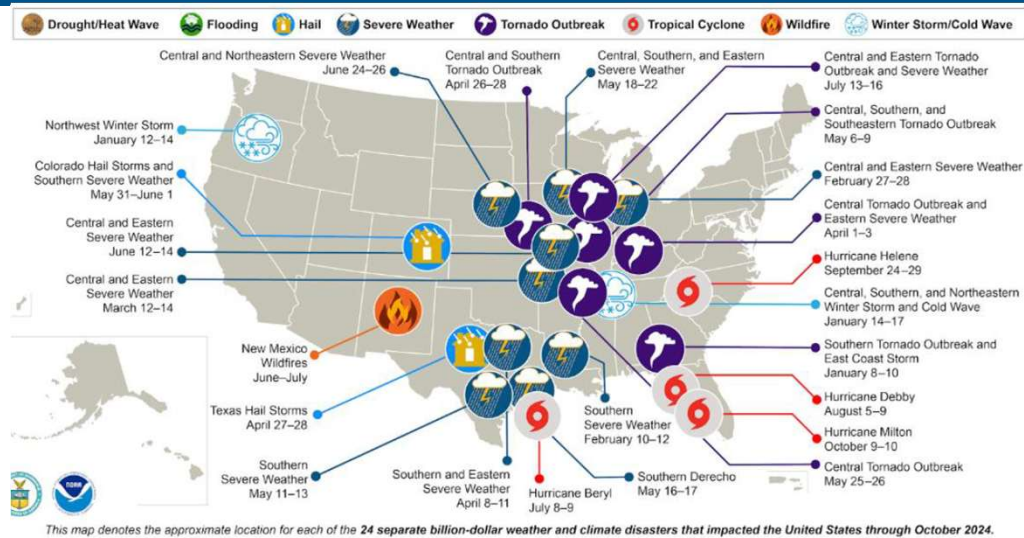 Drought/Heat Wave
Flooding
Hail
Severe Weather
Tornado Outbreak
Tropical Cyclone
Wildfire
Winter Storm/Cold Wave
Central and Northeastern Severe Weather
June 24–26
Central and Southern
Tornado Outbreak
April 26–28
Central, Southern, and Eastern
Severe Weather
May 18–22
Central and Eastern Tornado
Outbreak and Severe Weather
July 13–16
Northwest Winter Storm
January 12–14
Central, Southern, and
Southeastern Tornado Outbreak
May 6–9
Colorado Hail Storms and
Southern Severe Weather
May 31–June 1
Central and Eastern Severe Weather
February 27–28
Central and Eastern
Severe Weather
June 12–14
Central Tornado Outbreak and
Eastern Severe Weather
April 1–3
Central and Eastern
Severe Weather
March 12–14
Hurricane Helene
September 24–29
Central, Southern, and Northeastern
Winter Storm and Cold Wave
January 14–17
New Mexico
Wildfires
June–July
Southern Tornado Outbreak and
East Coast Storm
January 8–10
Texas Hail Storms
April 27–28
Southern
Severe Weather
February 10–12
Hurricane Debby
August 5–9
Hurricane Milton
October 9–10
Southern
Severe Weather
May 11–13
Southern and Eastern
Severe Weather
April 8–11
Hurricane Beryl
July 8–9
Southern Derecho
May 16–17
Central Tornado Outbreak
May 25–26
NOAA
This map denotes the approximate location for each of the 24 separate billion-dollar weather and climate disasters that impacted the United States through October 2024.